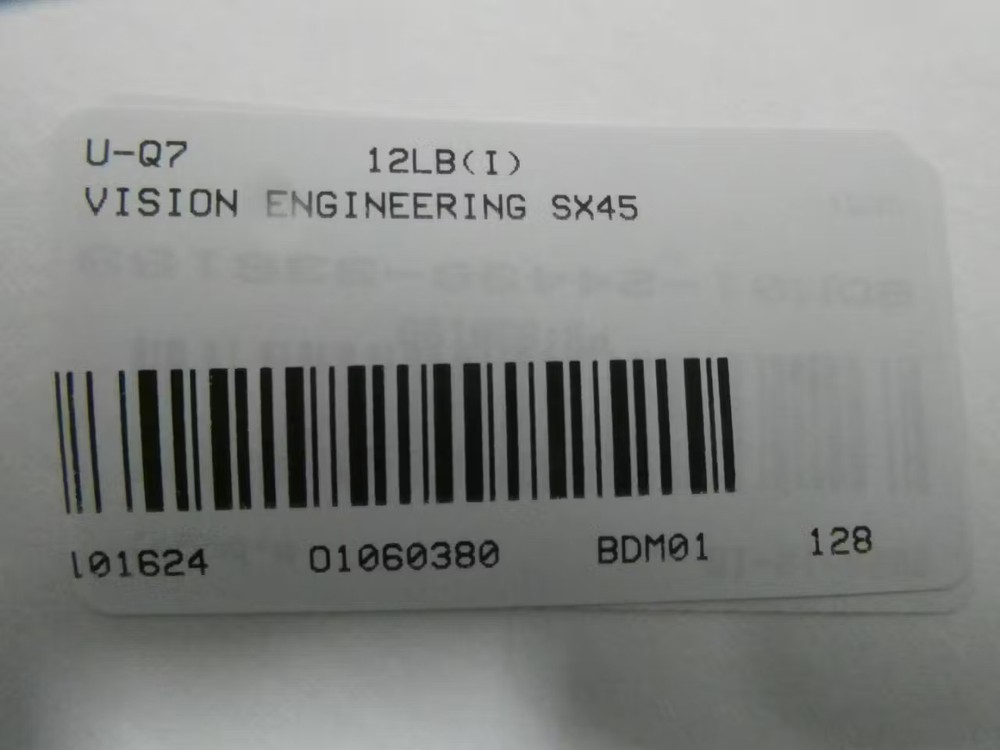 U-Q7 12LB(I)
VISION ENGINEERING SX45
101624 01060380 BDM01 128